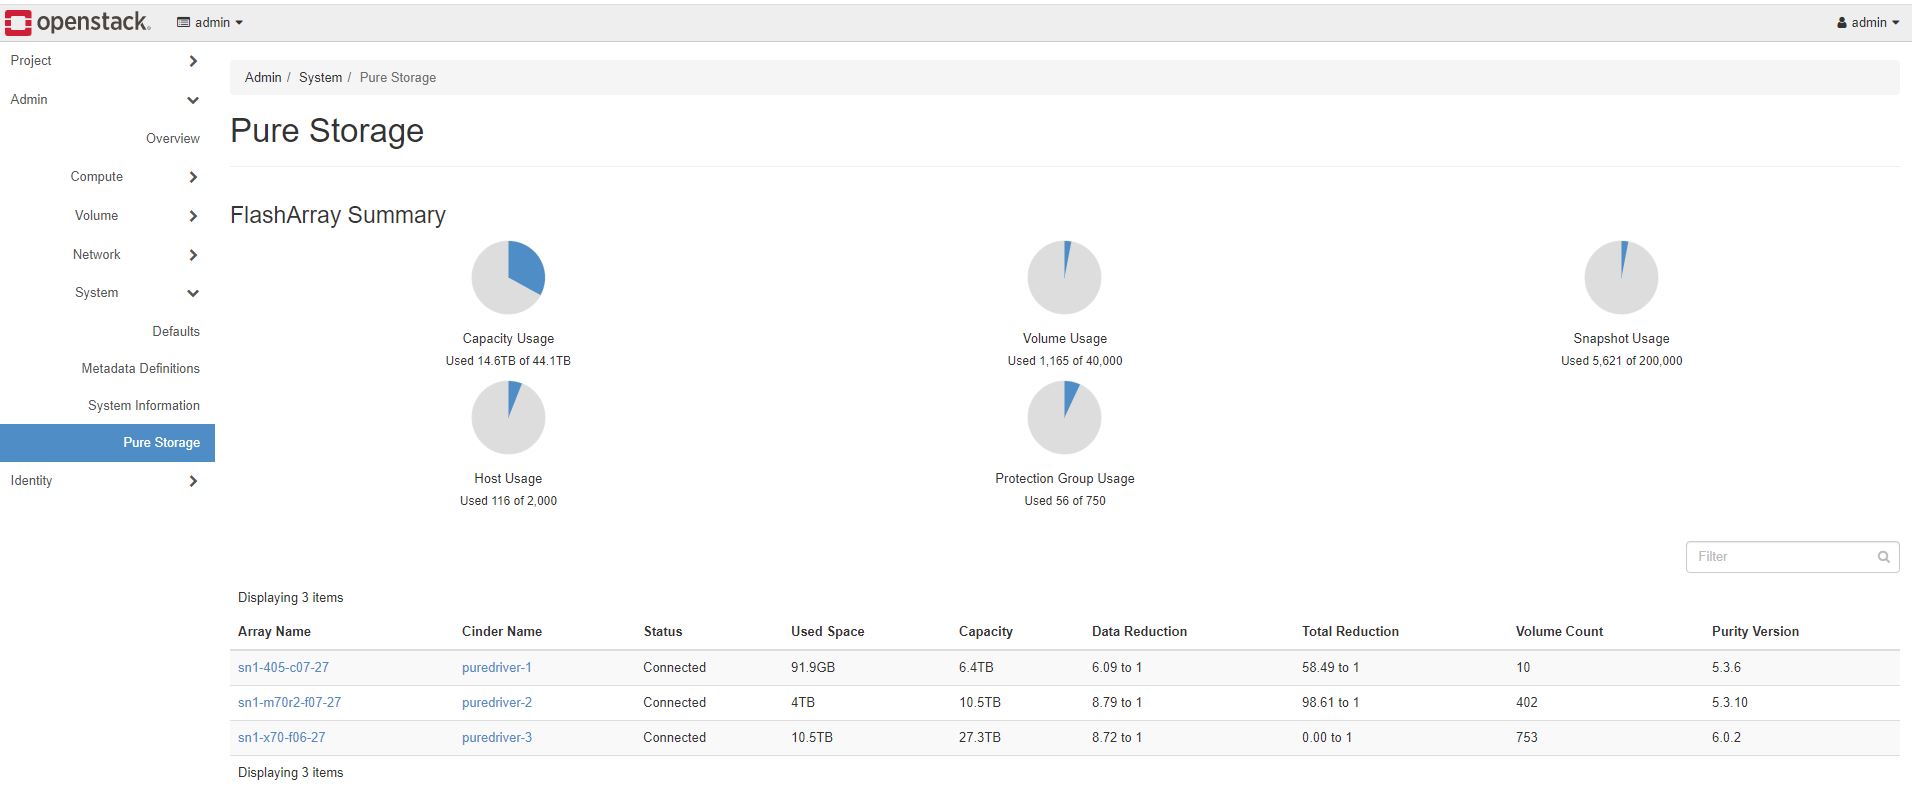 openstack. admin admin
Project
Admin
Overview
Compute
Volume
Network
System
Defaults
Metadata Definitions
System Information
Pure Storage
Identity
Admin / System / Pure Storage
Pure Storage
FlashArray Summary
Capacity Usage
Used 14.6TB of 44.1TB
Volume Usage
Used 1,165 of 40,000
Snapshot Usage
Used 5,621 of 200,000
Host Usage
Used 116 of 2,000
Protection Group Usage
Used 56 of 750
Filter
Displaying 3 items
Array Name Cinder Name Status Used Space Capacity Data Reduction Total Reduction Volume Count Purity Version
sn1-405-c07-27 puredriver-1 Connected 91.9GB 6.4TB 6.09 to 1 58.49 to 1 10 5.3.6
sn1-m70r2-f07-27 puredriver-2 Connected 4TB 10.5TB 8.79 to 1 98.61 to 1 402 5.3.10
sn1-x70-f06-27 puredriver-3 Connected 10.5TB 27.3TB 8.72 to 1 0.00 to 1 753 6.0.2
Displaying 3 items